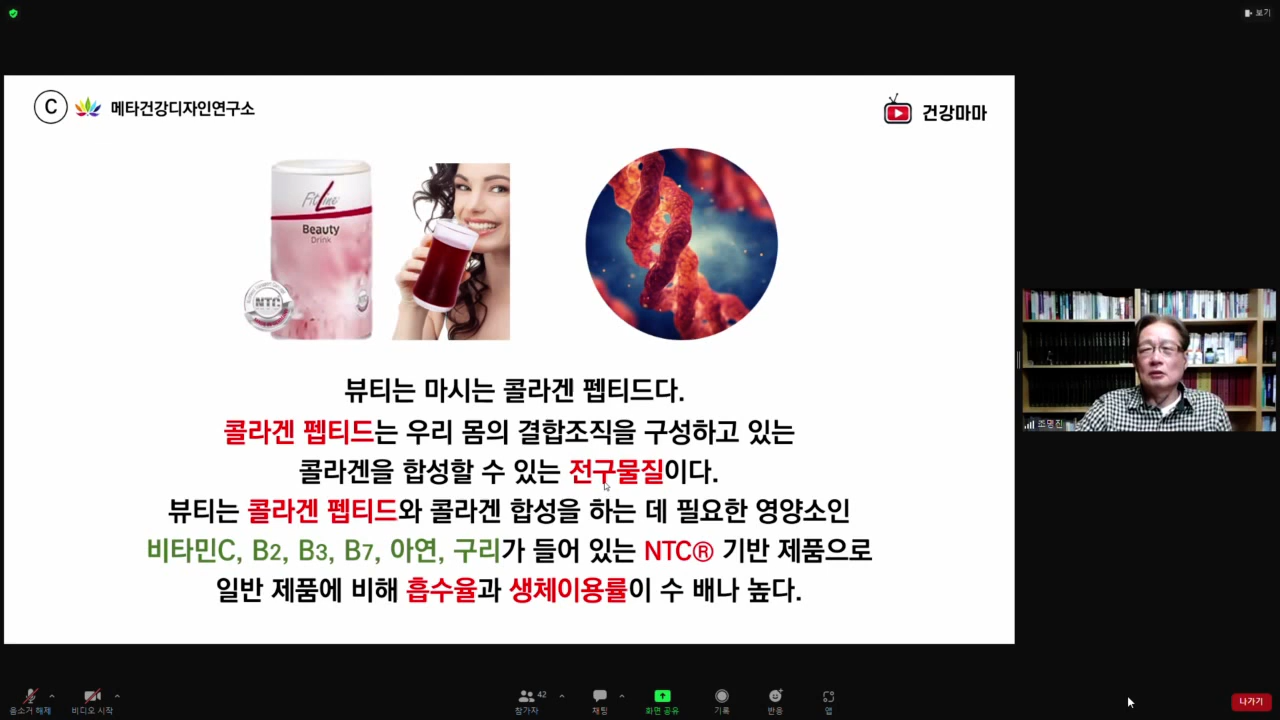 보기
C 메타건강디자인연구소
건강마마
FitLine
Beauty
Drink
NTC
뷰티는 마시는 콜라겐 펩티드다.
콜라겐 펩티드는 우리 몸의 결합조직을 구성하고 있는
콜라겐을 합성할 수 있는 전구물질이다.
뷰티는 콜라겐 펩티드와 콜라겐 합성을 하는 데 필요한 영양소인
비타민C, B2, B3, B7, 아연, 구리가 들어 있는 NTC® 기반 제품으로
일반 제품에 비해 흡수율과 생체이용률이 수 배나 높다.
조명진
음소거 해제
비디오 시작
42
참가자
채팅
화면 공유
기록
반응
앱
나가기